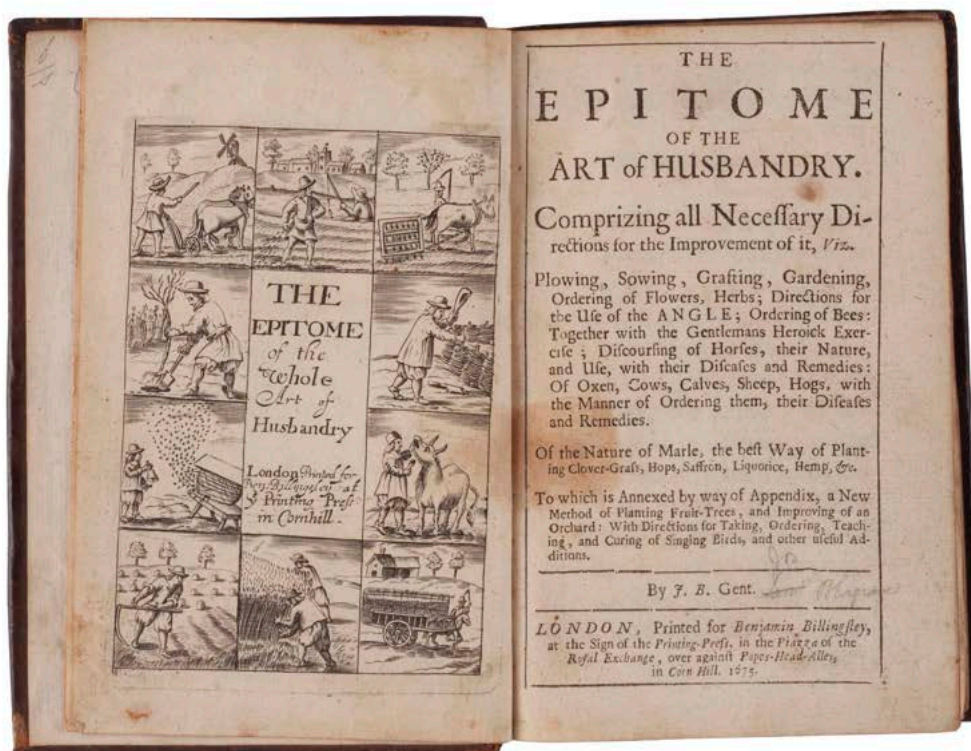 THE
EPITOME
of the
Whole
Art of
Husbandry
London Printed for
Ben: Billingsley at
yͤ Printing Press
in Cornhill.
THE
EPITOME
OF THE
ART of HUSBANDRY.
Comprizing all Neceſſary Di-
rections for the Improvement of it, Viz.
Plowing, Sowing, Grafting, Gardening,
Ordering of Flowers, Herbs; Directions for
the Uſe of the ANGLE; Ordering of Bees:
Together with the Gentlemans Heroick Exer-
ciſe; Diſcourſing of Horſes, their Nature,
and Uſe, with their Diſeaſes and Remedies:
Of Oxen, Cows, Calves, Sheep, Hogs, with
the Manner of Ordering them, their Diſeaſes
and Remedies.
Of the Nature of Marle, the beſt Way of Plant-
ing Clover-Graſs, Hops, Saffron, Liquorice, Hemp, &c.
To which is Annexed by way of Appendix, a New
Method of Planting Fruit-Trees, and Improving of an
Orchard: With Directions for Taking, Ordering, Teach-
ing, and Curing of Singing Birds, and other uſeful Ad-
ditions.
By J. B. Gent.
LONDON, Printed for Benjamin Billingſley,
at the Sign of the Printing-Preſs, in the Piazza of the
Royal Exchange, over againſt Popes-Head-Alley,
in Corn Hill. 1675.